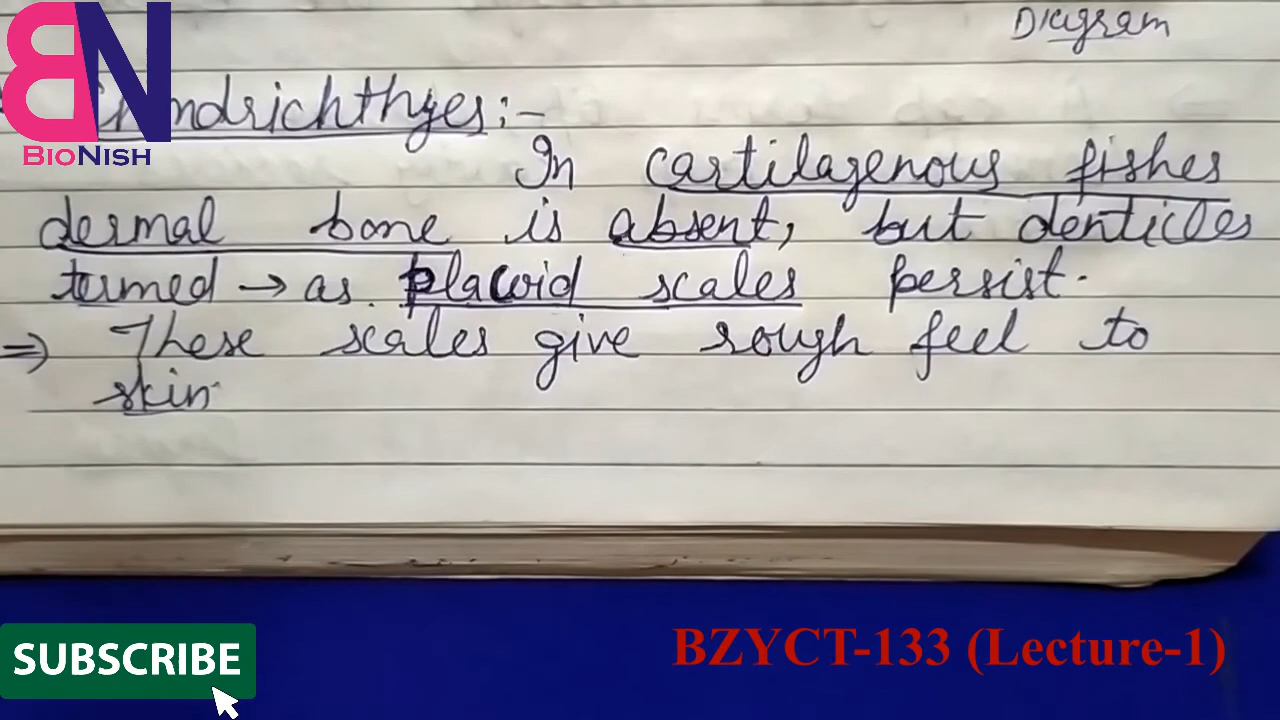 Diagram
BN
BIONISH
Chondrichthyes:-
In cartilagenous fishes
dermal bone is absent, but denticles
termed → as placoid scales persist.
⇒ These scales give rough feel to
skin
SUBSCRIBE
BZYCT-133 (Lecture-1)